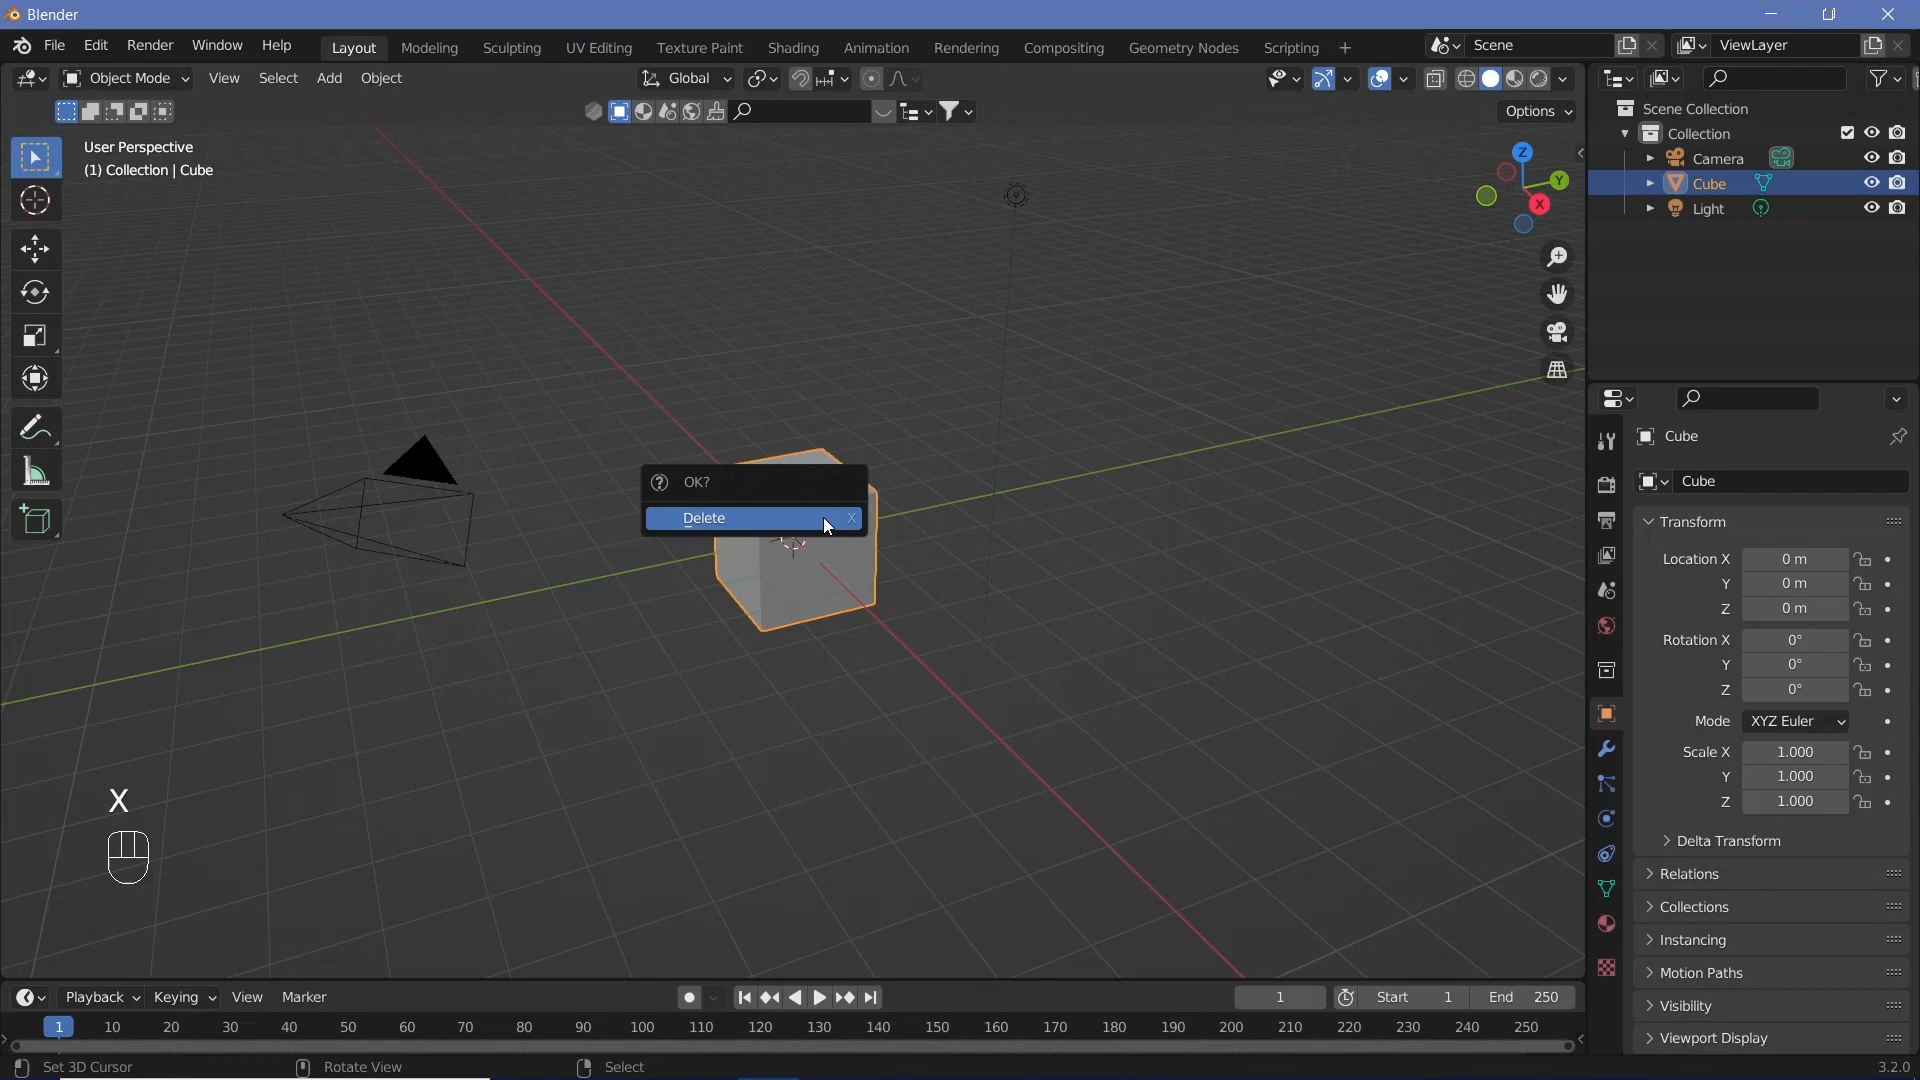 Blender
File Edit Render Window Help Layout Modeling Sculpting UV Editing Texture Paint Shading Animation Rendering Compositing Geometry Nodes Scripting + Scene ViewLayer
Object Mode View Select Add Object Global
Options
User Perspective
(1) Collection | Cube
Z
Y
X
Scene Collection
Collection
Camera
Cube
Light
OK?
Delete X
Cube
Cube
Transform
Location X 0 m
Y 0 m
Z 0 m
Rotation X 0°
Y 0°
Z 0°
Mode XYZ Euler
Scale X 1.000
Y 1.000
Z 1.000
Delta Transform
Relations
Collections
Instancing
Motion Paths
Visibility
Viewport Display
X
Playback Keying View Marker 1 Start 1 End 250
1 10 20 30 40 50 60 70 80 90 100 110 120 130 140 150 160 170 180 190 200 210 220 230 240 250
Set 3D Cursor Rotate View Select 3.2.0